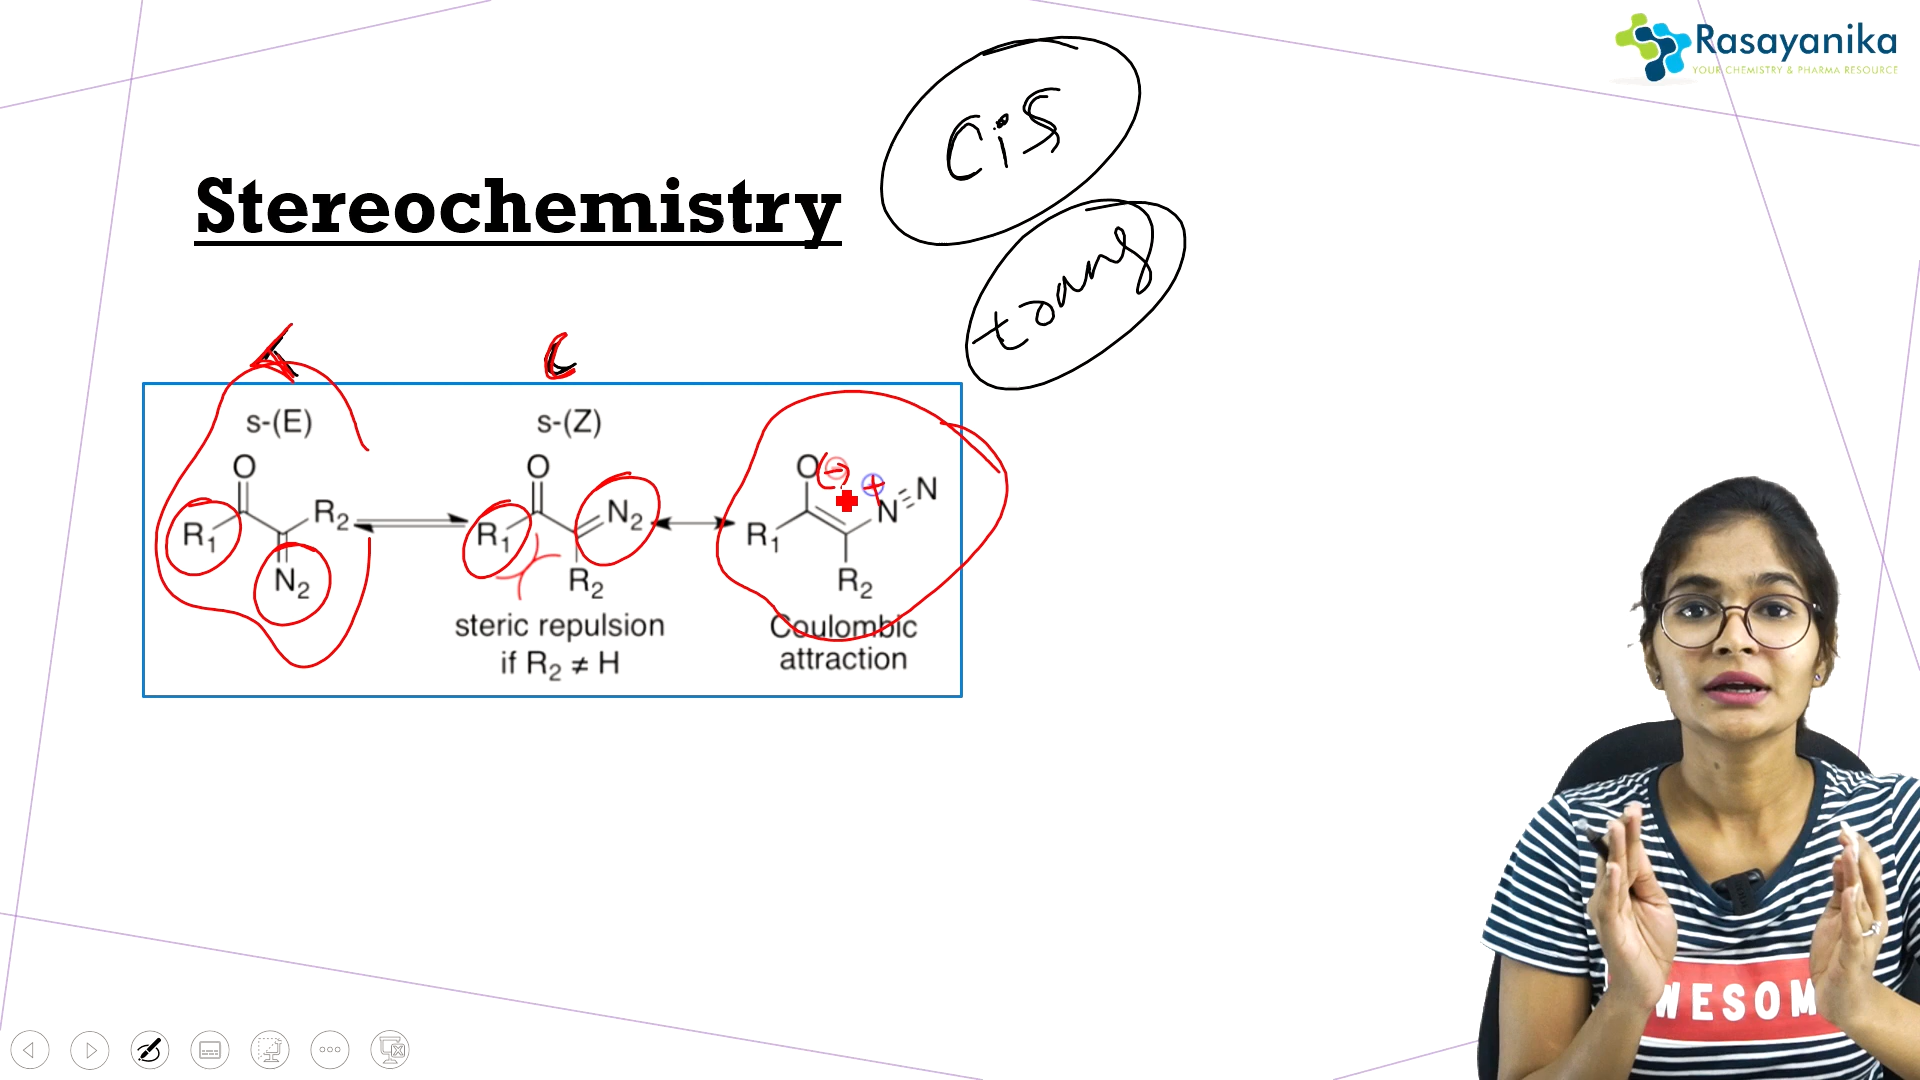 Rasayanika
YOUR CHEMISTRY & PHARMA RESOURCE
Cis
Stereochemistry
trans
C
s-(E)
s-(Z)
O
R1
R2
N2
O
R1
N2
R2
O
(-)
+
N≡N
R1
R2
steric repulsion
if R2 ≠ H
Coulombic
attraction
WESOM